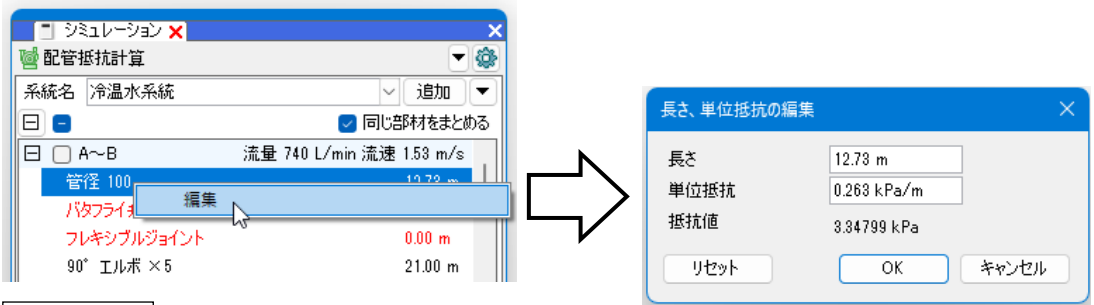 シミュレーション
配管抵抗計算
系統名 冷温水系統 追加
同じ部材をまとめる
A～B 流量 740 L/min 流速 1.53 m/s
管径 100 12.73 m
編集
バタフライ
フレキシブルジョイント 0.00 m
90° エルボ ×5 21.00 m
長さ、単位抵抗の編集
長さ 12.73 m
単位抵抗 0.263 kPa/m
抵抗値 3.34799 kPa
リセット OK キャンセル